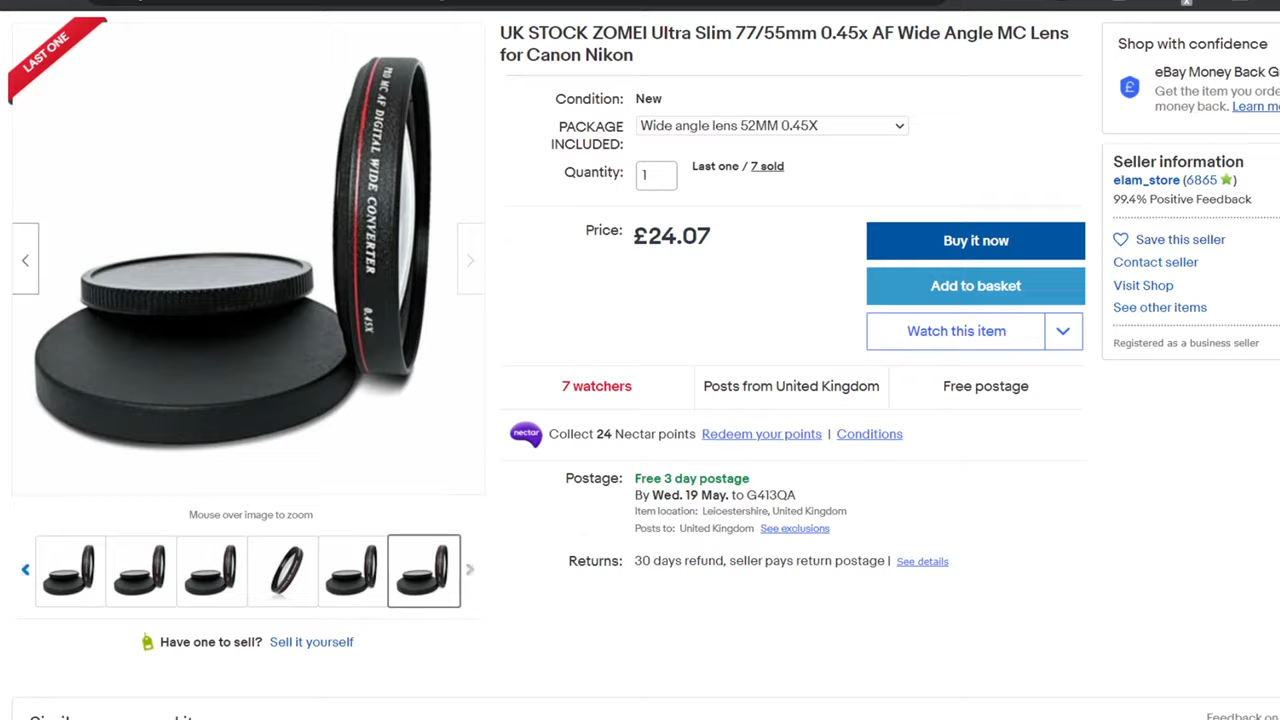 LAST ONE
PRO MC AF DIGITAL WIDE CONVERTER
0.45X
Mouse over image to zoom
Have one to sell? Sell it yourself
UK STOCK ZOMEI Ultra Slim 77/55mm 0.45x AF Wide Angle MC Lens
for Canon Nikon
Condition: New
PACKAGE Wide angle lens 52MM 0.45X
INCLUDED:
Quantity: 1 Last one / 7 sold
Price: £24.07
Buy it now
Add to basket
Watch this item
7 watchers Posts from United Kingdom Free postage
nectar Collect 24 Nectar points Redeem your points | Conditions
Postage: Free 3 day postage
By Wed. 19 May. to G413QA
Item location: Leicestershire, United Kingdom
Posts to: United Kingdom See exclusions
Returns: 30 days refund, seller pays return postage | See details
Shop with confidence
eBay Money Back G
Get the item you orde
money back. Learn m
Seller information
elam_store (6865)
99.4% Positive Feedback
Save this seller
Contact seller
Visit Shop
See other items
Registered as a business seller
Feedback on